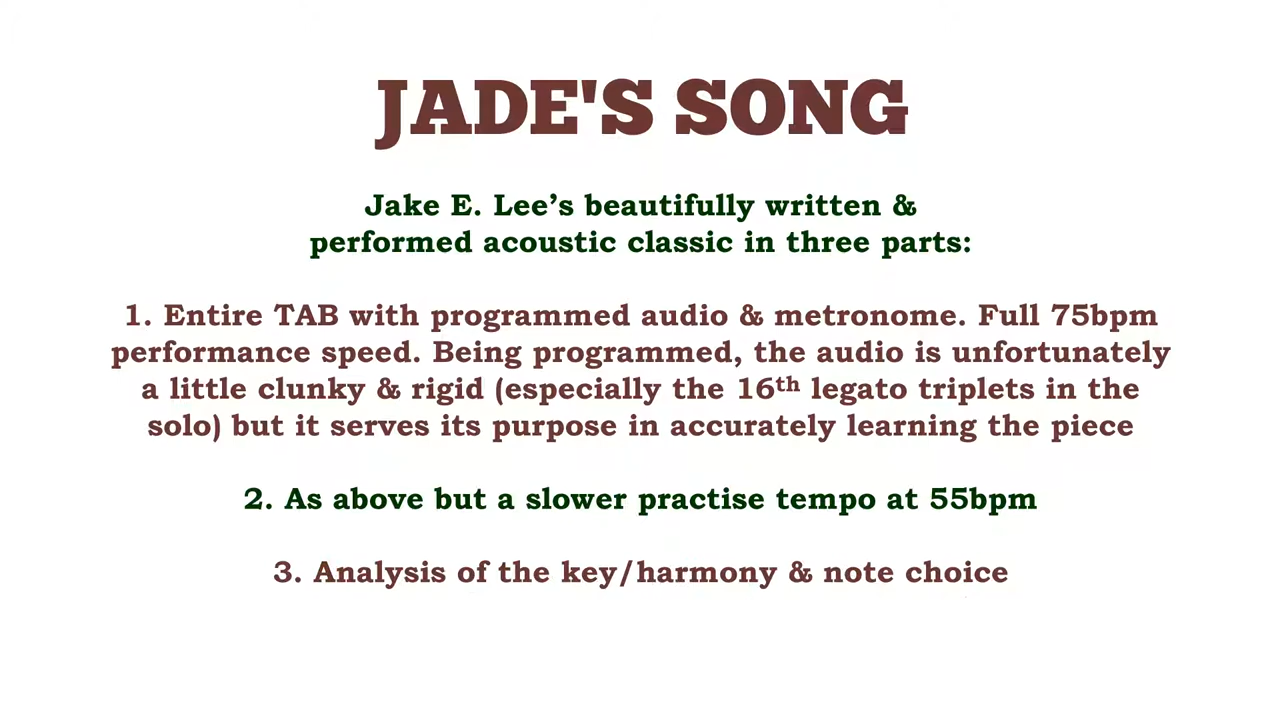 JADE'S SONG
Jake E. Lee’s beautifully written &
performed acoustic classic in three parts:
1. Entire TAB with programmed audio & metronome. Full 75bpm
performance speed. Being programmed, the audio is unfortunately
a little clunky & rigid (especially the 16th legato triplets in the
solo) but it serves its purpose in accurately learning the piece
2. As above but a slower practise tempo at 55bpm
3. Analysis of the key/harmony & note choice